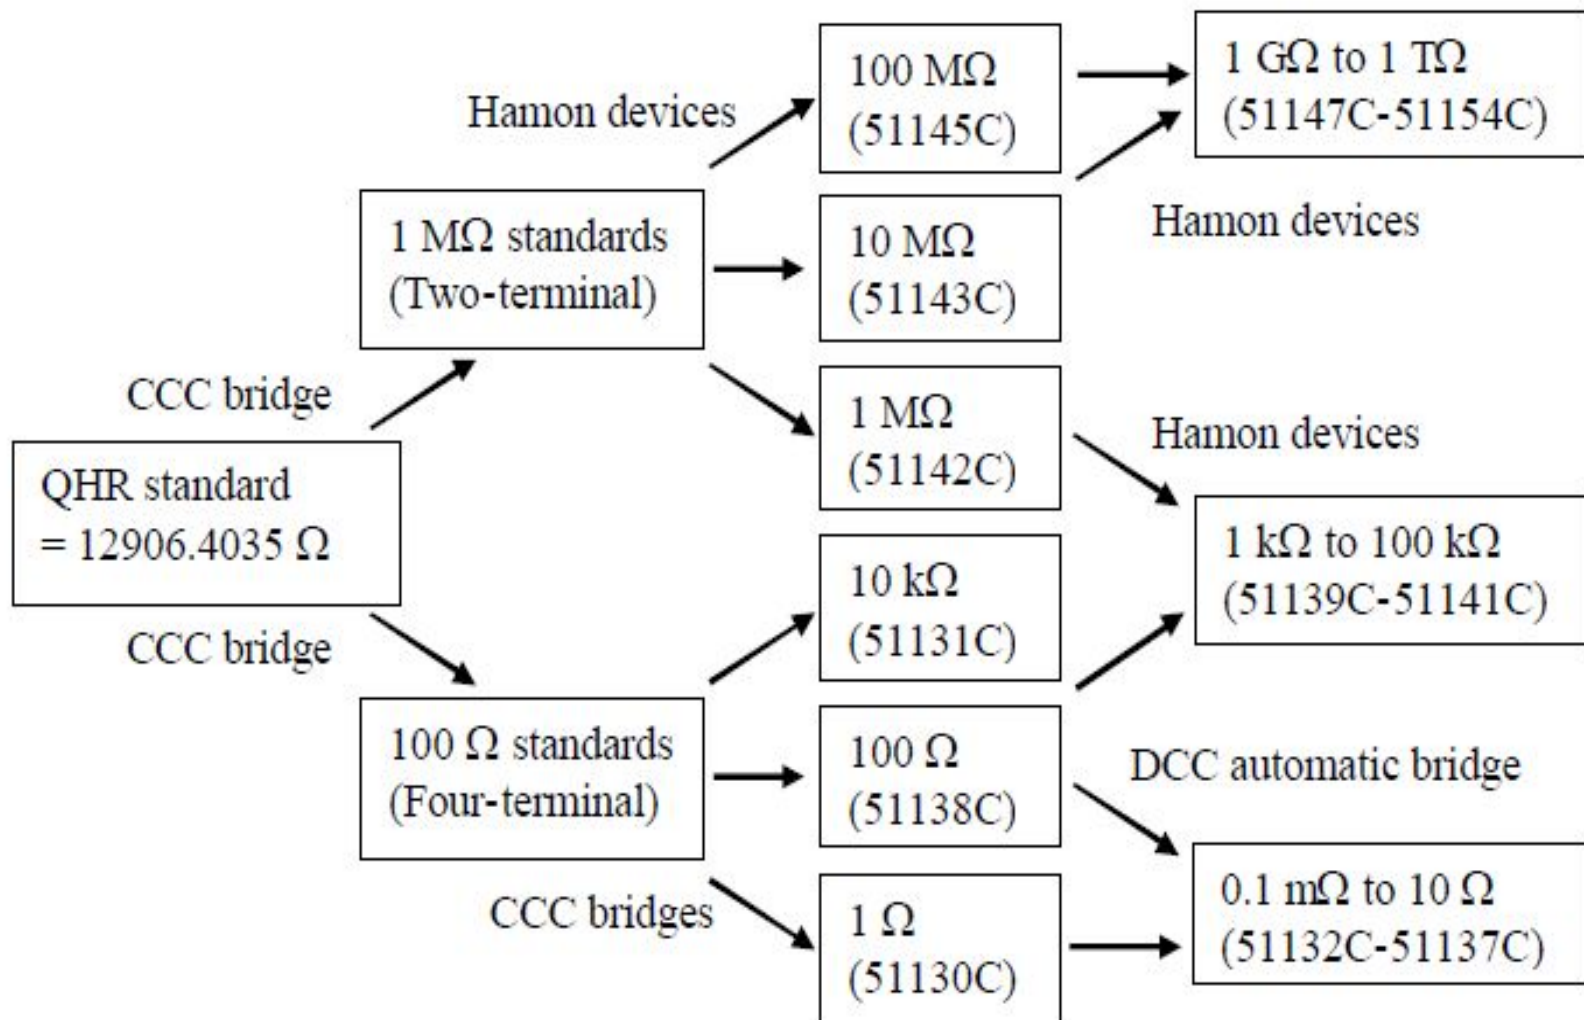 Hamon devices
100 MΩ
(51145C)
1 GΩ to 1 TΩ
(51147C-51154C)
1 MΩ standards
(Two-terminal)
10 MΩ
(51143C)
Hamon devices
CCC bridge
1 MΩ
(51142C)
Hamon devices
QHR standard
= 12906.4035 Ω
10 kΩ
(51131C)
1 kΩ to 100 kΩ
(51139C-51141C)
CCC bridge
100 Ω standards
(Four-terminal)
100 Ω
(51138C)
DCC automatic bridge
CCC bridges
1 Ω
(51130C)
0.1 mΩ to 10 Ω
(51132C-51137C)